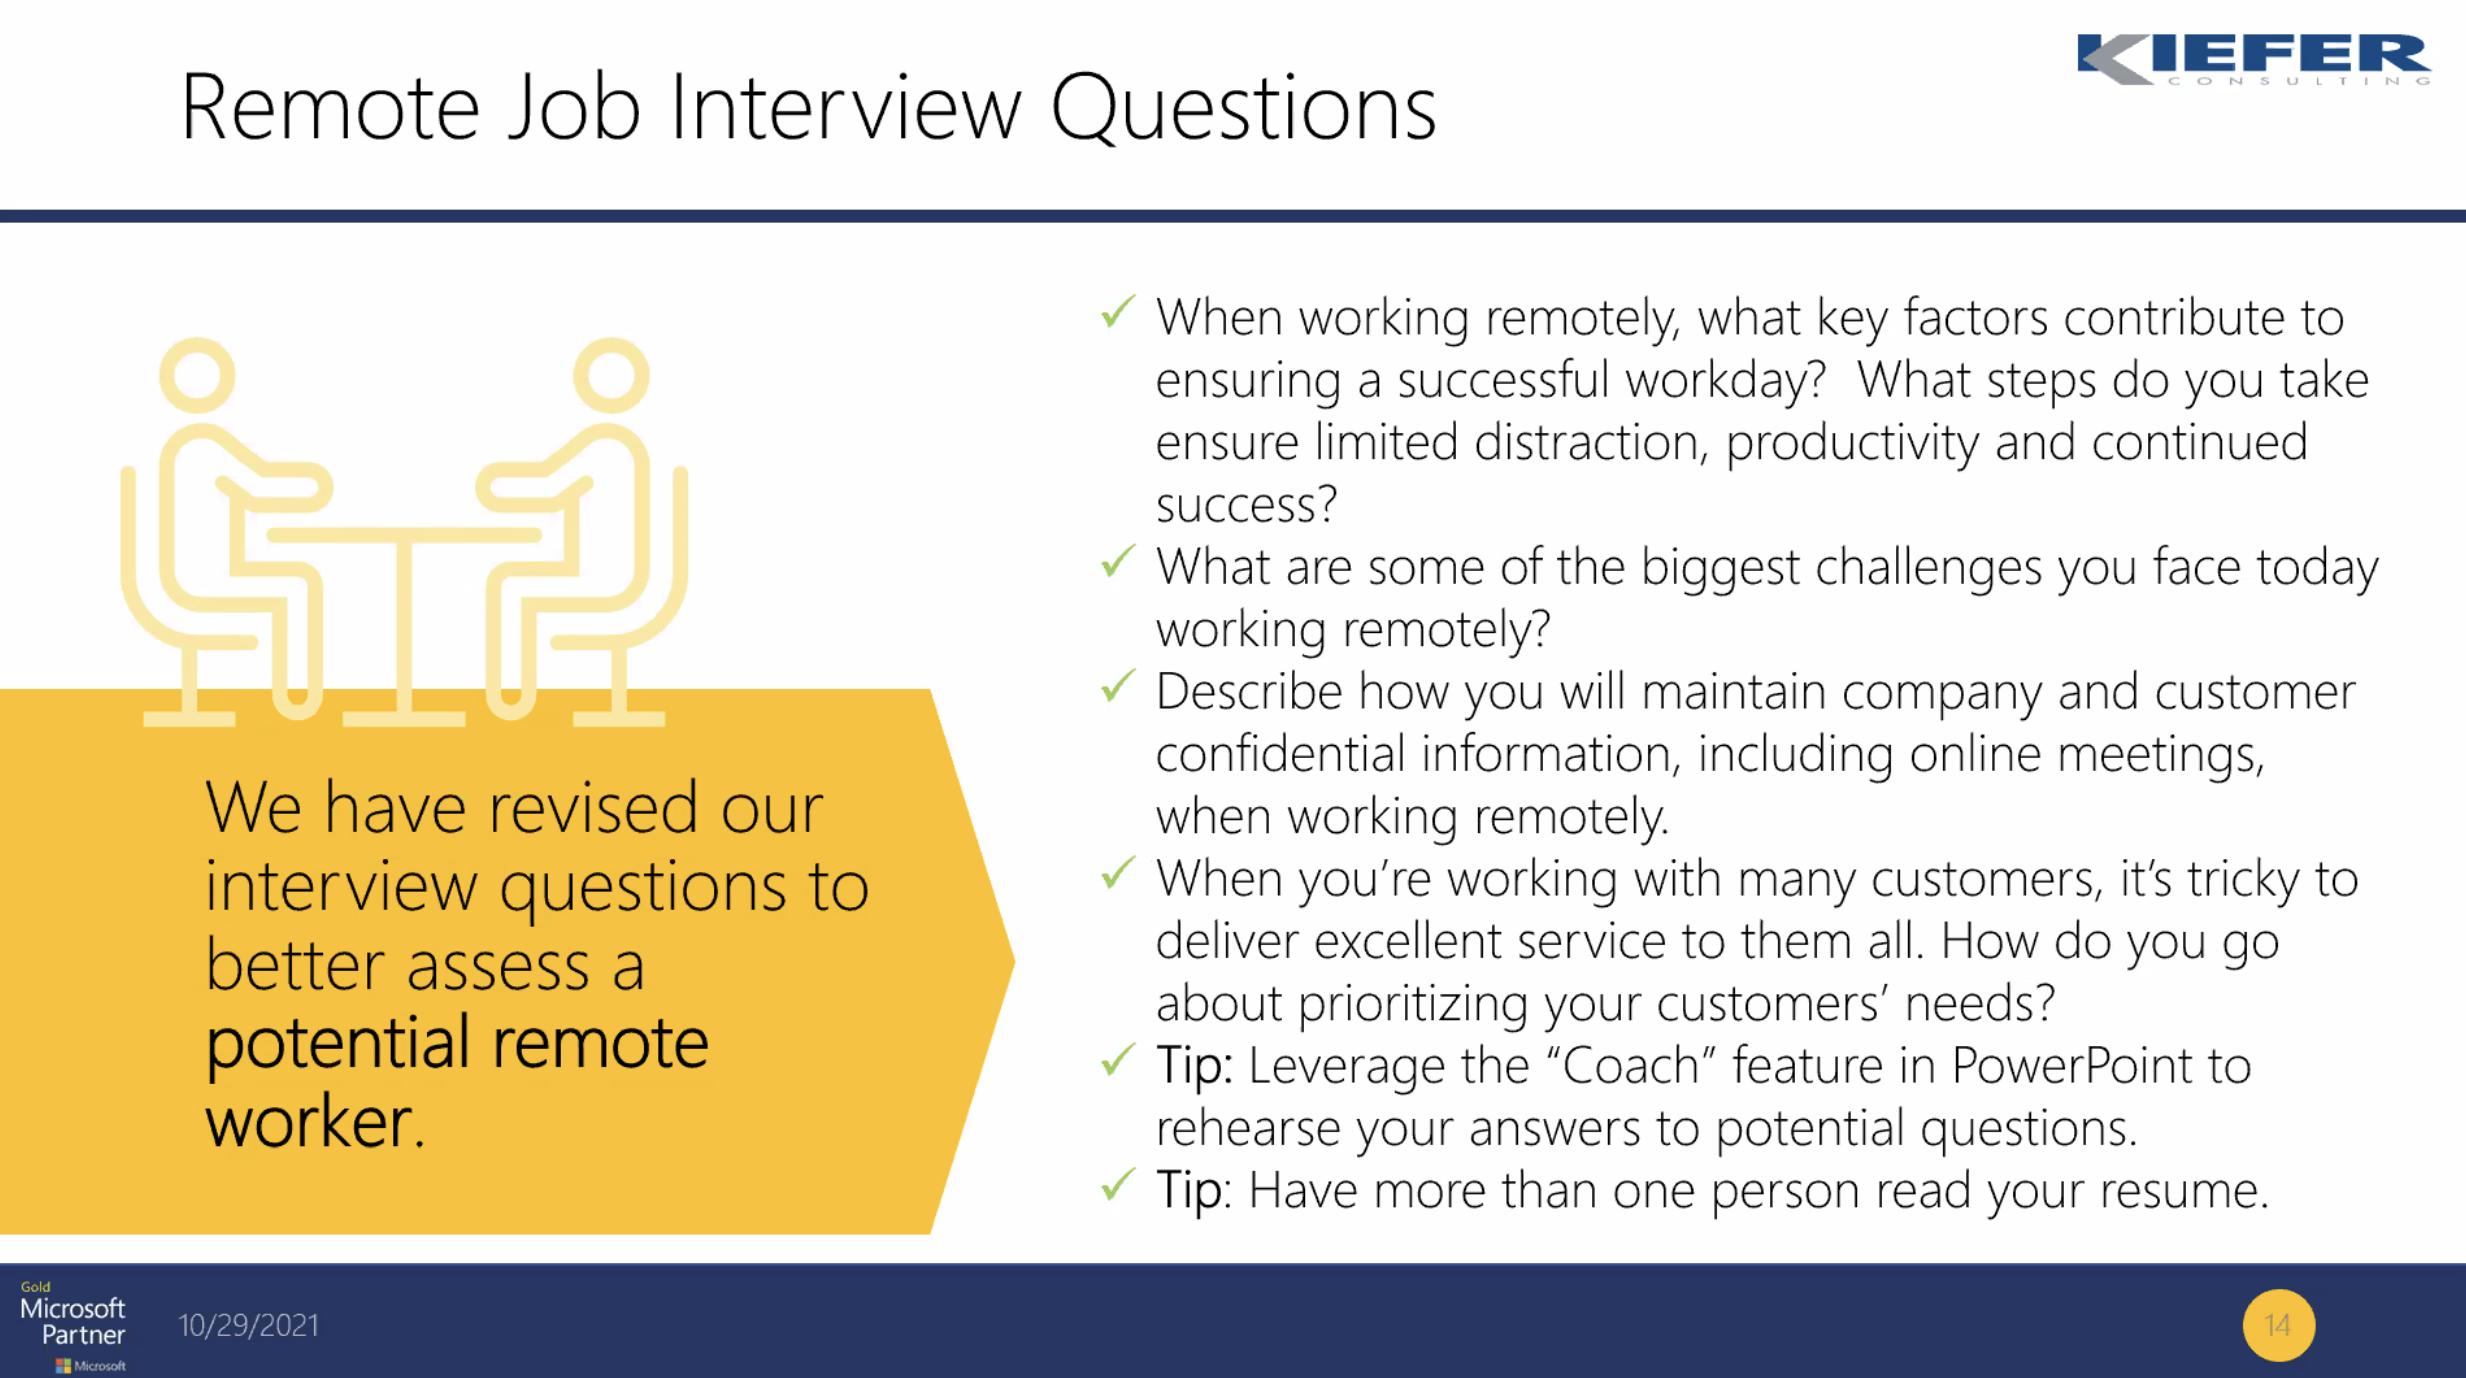 KIEFER
CONSULTING
Remote Job Interview Questions
We have revised our
interview questions to
better assess a
potential remote
worker.
✓ When working remotely, what key factors contribute to
ensuring a successful workday?  What steps do you take
ensure limited distraction, productivity and continued
success?
✓ What are some of the biggest challenges you face today
working remotely?
✓ Describe how you will maintain company and customer
confidential information, including online meetings,
when working remotely.
✓ When you’re working with many customers, it’s tricky to
deliver excellent service to them all. How do you go
about prioritizing your customers’ needs?
✓ Tip: Leverage the “Coach” feature in PowerPoint to
rehearse your answers to potential questions.
✓ Tip: Have more than one person read your resume.
Gold
Microsoft
Partner
Microsoft
10/29/2021
14